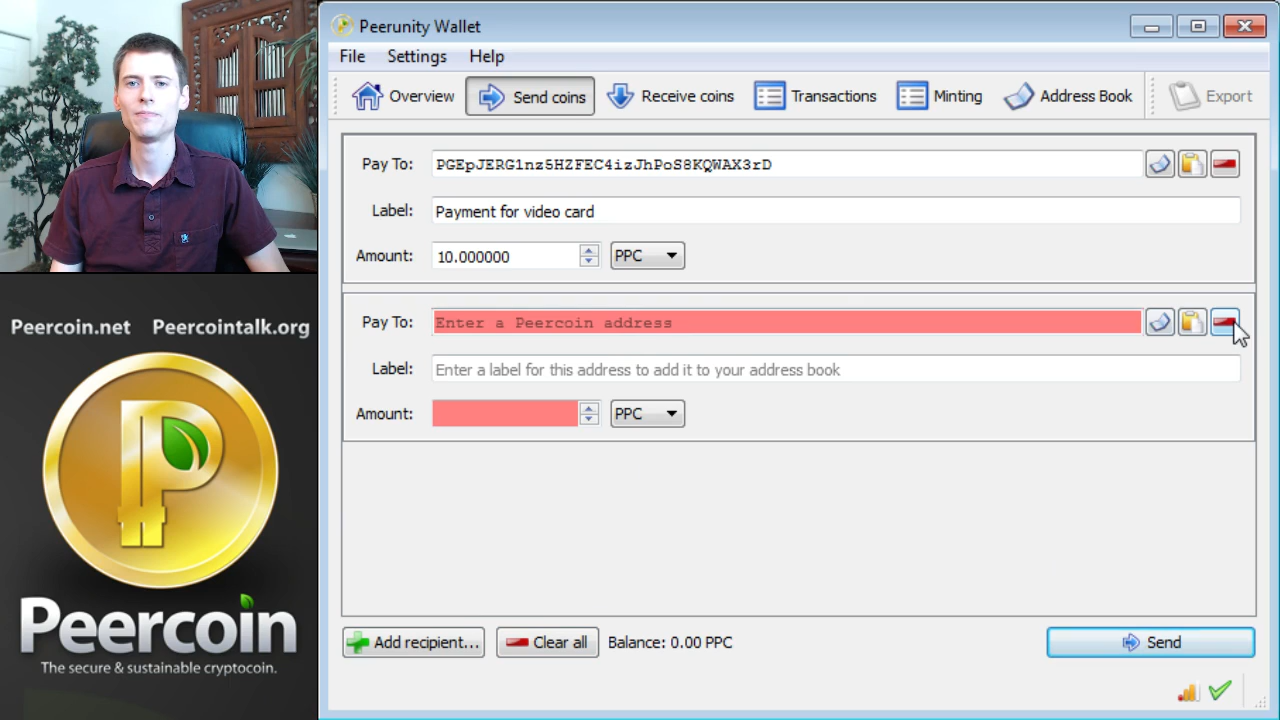 Peerunity Wallet
File Settings Help
Overview Send coins Receive coins Transactions Minting Address Book Export
Pay To: PGEpJERG1nz5HZFEC4izJhPoS8KQWAX3rD
Label: Payment for video card
Amount: 10.000000 PPC
Pay To: Enter a Peercoin address
Label: Enter a label for this address to add it to your address book
Amount: PPC
Add recipient... Clear all Balance: 0.00 PPC Send
Peercoin.net Peercointalk.org
Peercoin
The secure & sustainable cryptocoin.